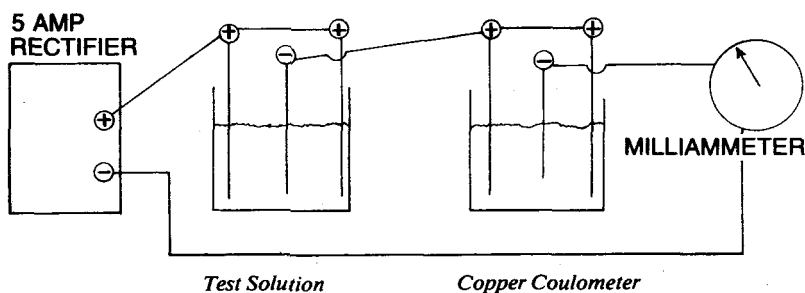 5 AMP
RECTIFIER
+
−
+
+
−
+
+
−
MILLIAMMETER
Test Solution
Copper Coulometer